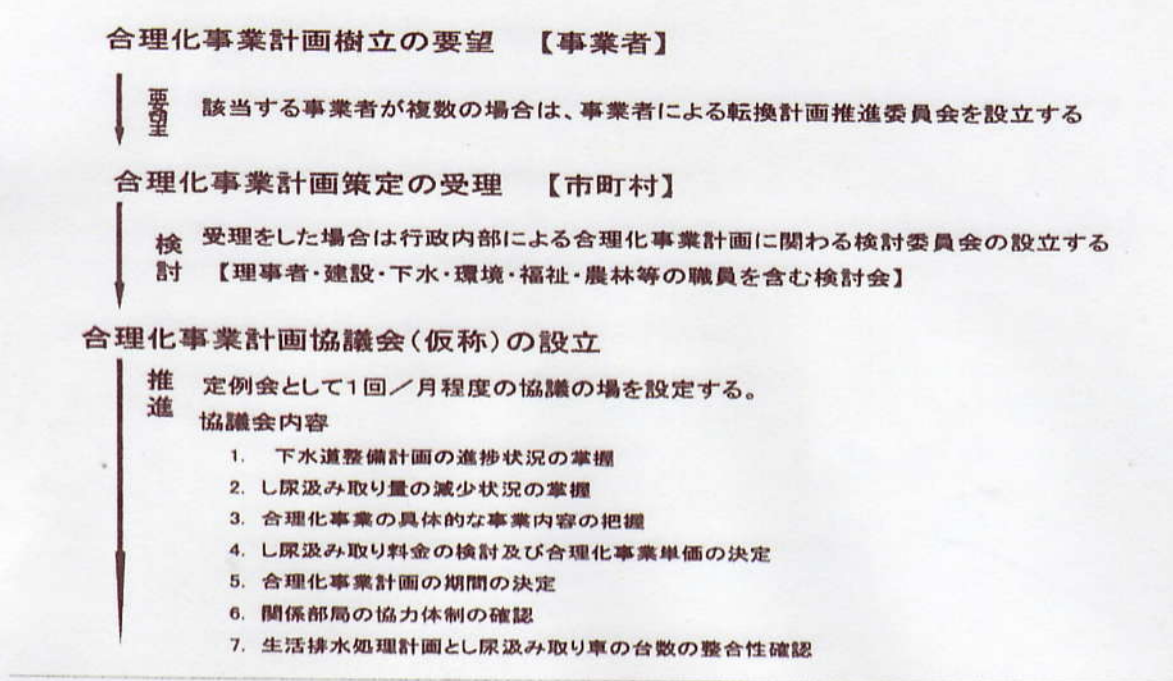 合理化事業計画樹立の要望　【事業者】
要望
該当する事業者が複数の場合は、事業者による転換計画推進委員会を設立する
合理化事業計画策定の受理　【市町村】
検討
受理をした場合は行政内部による合理化事業計画に関わる検討委員会の設立する
【理事者・建設・下水・環境・福祉・農林等の職員を含む検討会】
合理化事業計画協議会（仮称）の設立
推進
定例会として1回／月程度の協議の場を設定する。
協議会内容
1.　下水道整備計画の進捗状況の掌握
2. し尿汲み取り量の減少状況の掌握
3. 合理化事業の具体的な事業内容の把握
4. し尿汲み取り料金の検討及び合理化事業単価の決定
5. 合理化事業計画の期間の決定
6. 関係部局の協力体制の確認
7. 生活排水処理計画とし尿汲み取り車の台数の整合性確認